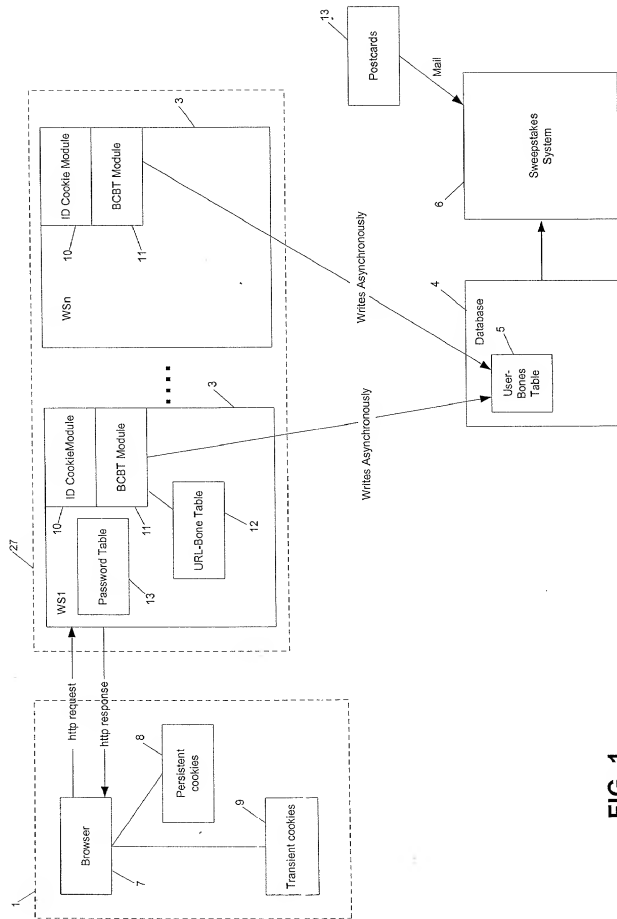 1
Browser
7
Persistent
cookies
8
Transient cookies
9
http request
http response
27
WS1
3
ID CookieModule
10
BCBT Module
11
Password Table
13
URL-Bone Table
12
WSn
3
ID Cookie Module
10
BCBT Module
11
Writes Asynchronously
Writes Asynchronously
Database
4
User-
Bones
Table
5
Postcards
13
Mail
Sweepstakes
System
6
FIG. 1